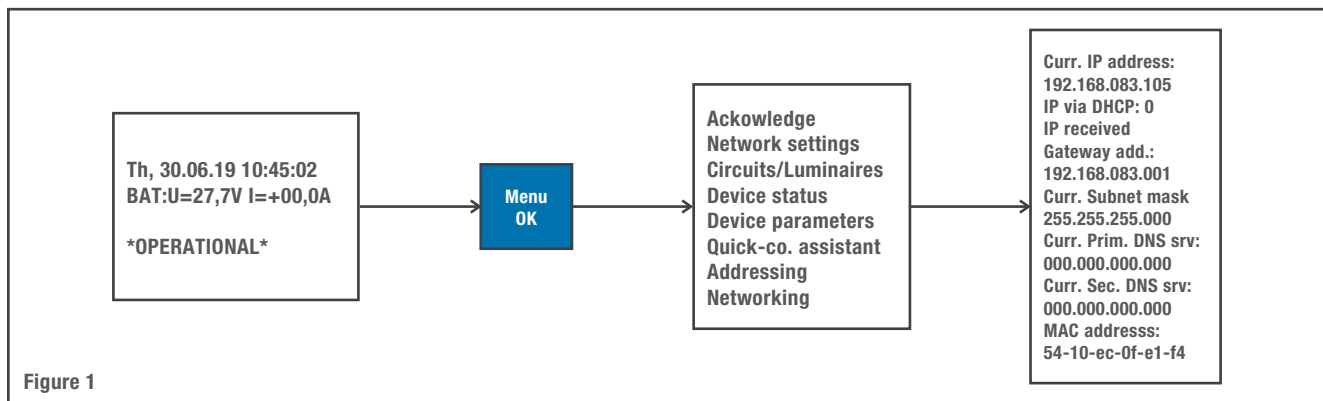 Th, 30.06.19 10:45:02
BAT:U=27,7V I=+00,0A
*OPERATIONAL*
Menu
OK
Ackowledge
Network settings
Circuits/Luminaires
Device status
Device parameters
Quick-co. assistant
Addressing
Networking
Curr. IP address:
192.168.083.105
IP via DHCP: 0
IP received
Gateway add.:
192.168.083.001
Curr. Subnet mask
255.255.255.000
Curr. Prim. DNS srv:
000.000.000.000
Curr. Sec. DNS srv:
000.000.000.000
MAC addresss:
54-10-ec-0f-e1-f4
Figure 1